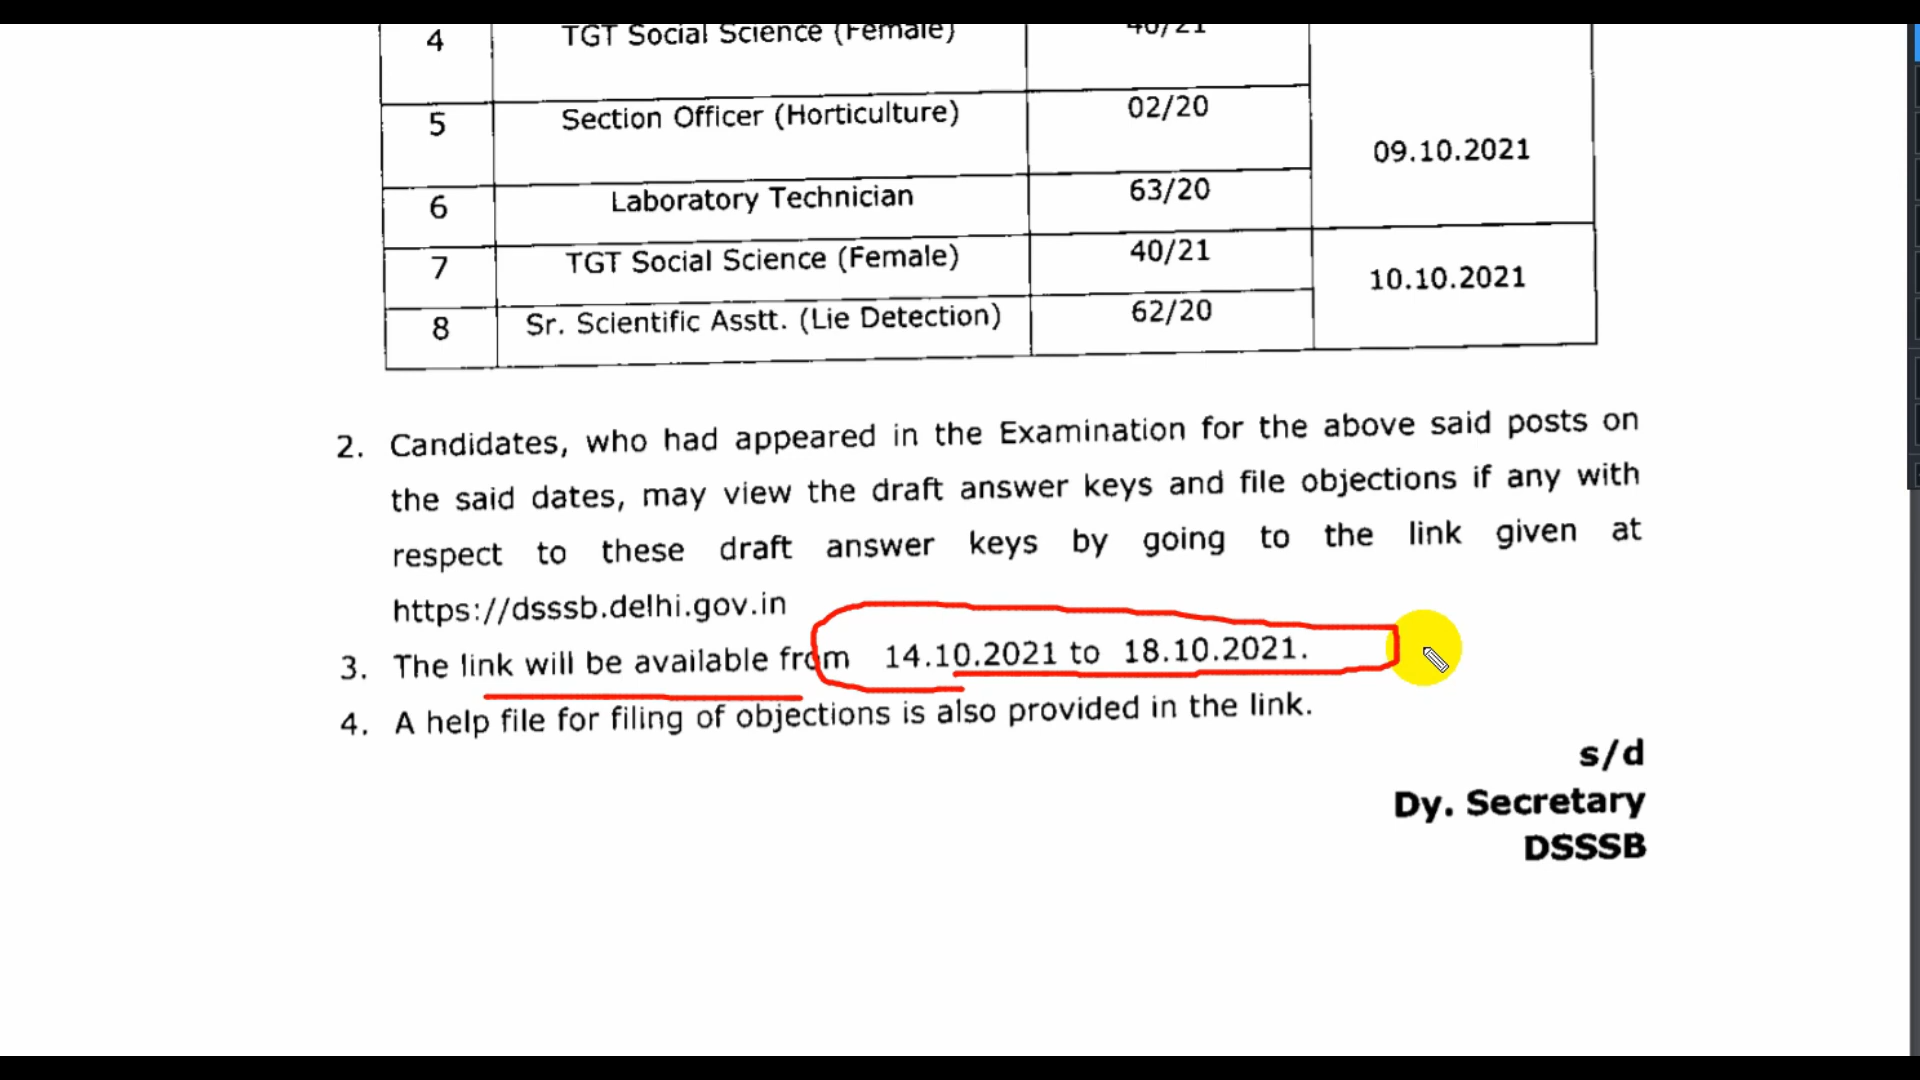 4 TGT Social Science (Female) 40/21
5 Section Officer (Horticulture) 02/20
09.10.2021
6 Laboratory Technician 63/20
7 TGT Social Science (Female) 40/21
10.10.2021
8 Sr. Scientific Asstt. (Lie Detection) 62/20
2. Candidates, who had appeared in the Examination for the above said posts on
the said dates, may view the draft answer keys and file objections if any with
respect to these draft answer keys by going to the link given at
https://dsssb.delhi.gov.in
3. The link will be available from 14.10.2021 to 18.10.2021.
4. A help file for filing of objections is also provided in the link.
s/d
Dy. Secretary
DSSSB